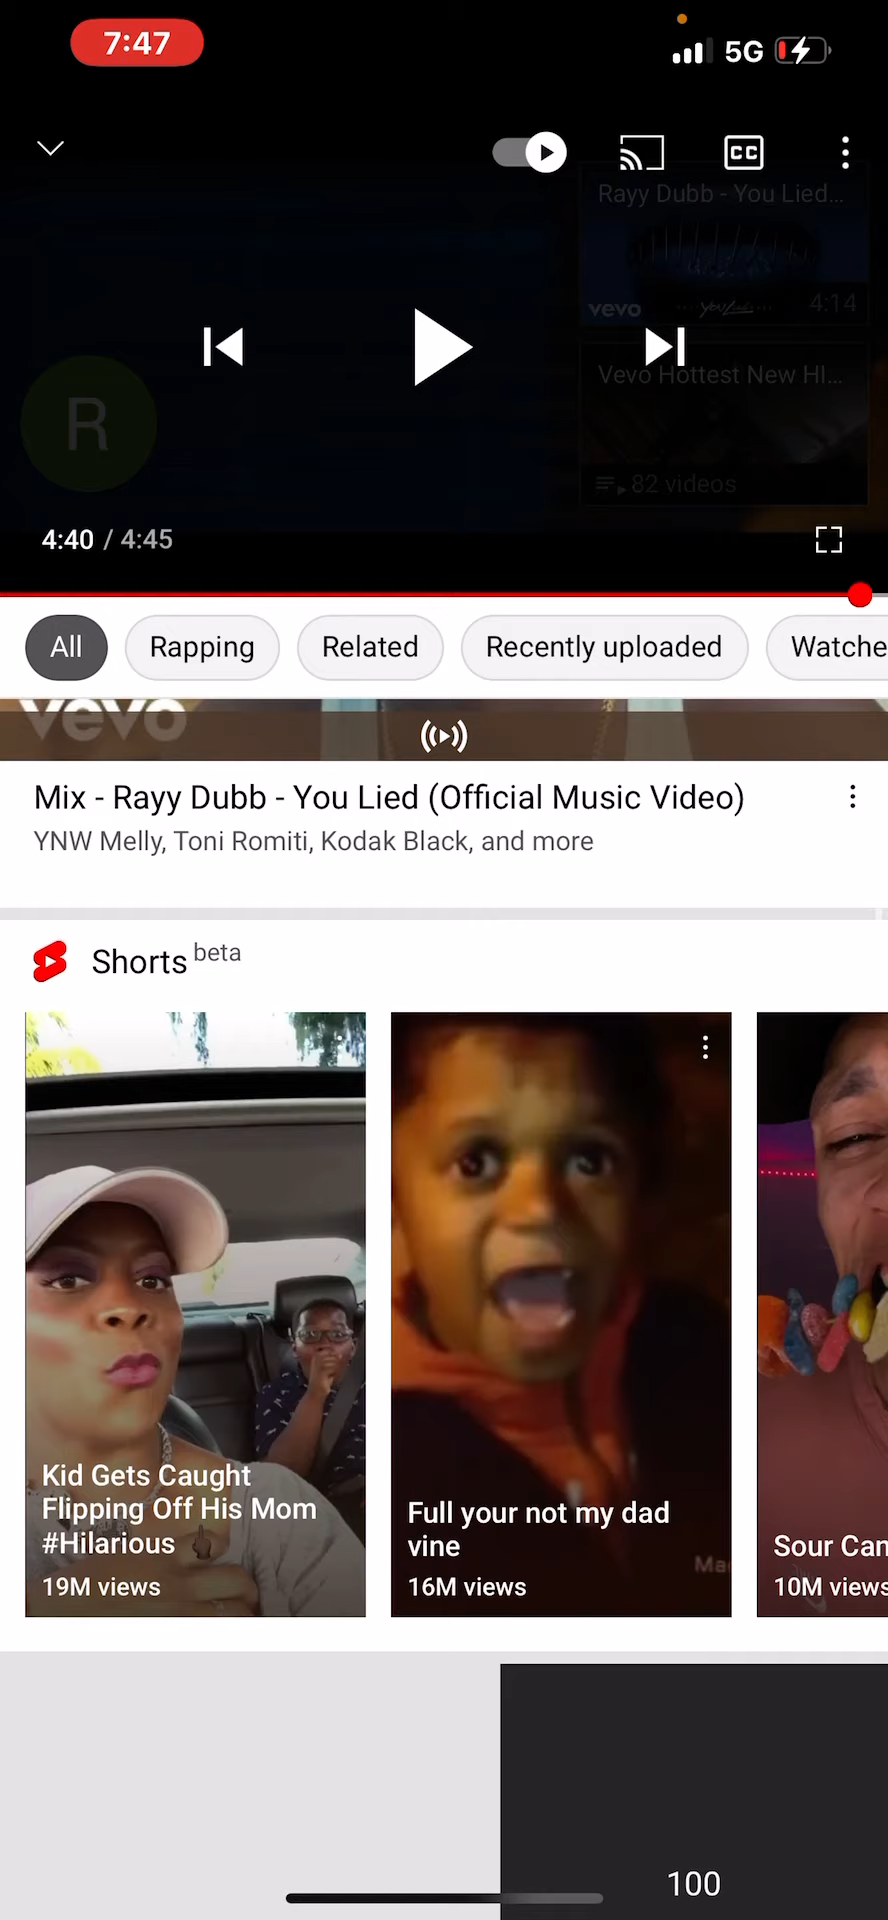 7:47
5G
CC
Rayy Dubb - You Lied...
vevo
4:14
Vevo Hottest New HI...
R
82 videos
4:40 / 4:45
All
Rapping
Related
Recently uploaded
Watche
vevo
Mix - Rayy Dubb - You Lied (Official Music Video)
YNW Melly, Toni Romiti, Kodak Black, and more
Shorts beta
Kid Gets Caught
Flipping Off His Mom
#Hilarious 🖕🏿
19M views
Full your not my dad
vine
Ma
16M views
Sour Can
10M views
100